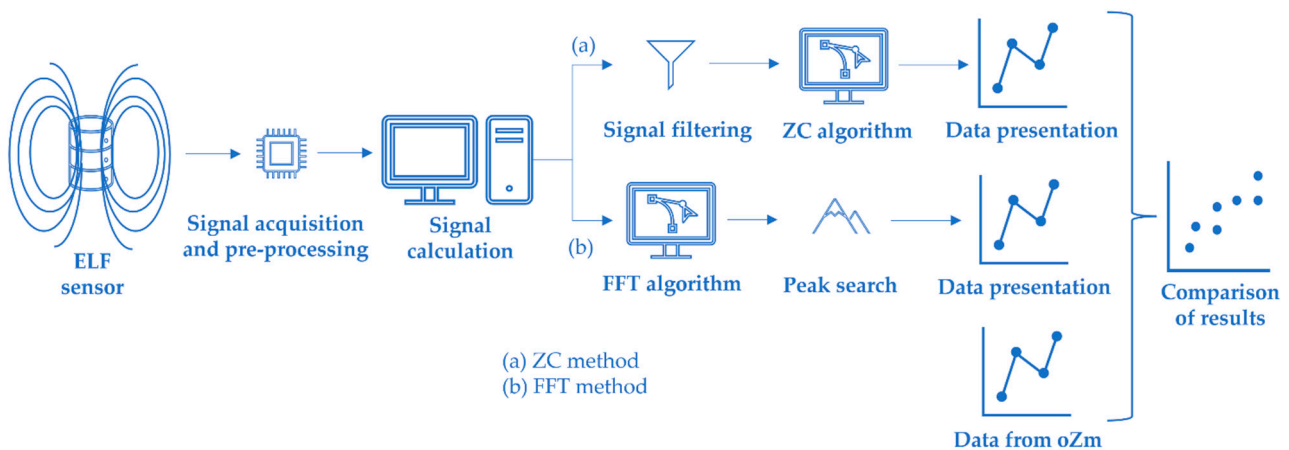 (a)
Signal filtering
ZC algorithm
Data presentation
ELF
sensor
Signal acquisition
and pre-processing
Signal
calculation
(b)
FFT algorithm
Peak search
Data presentation
Comparison
of results
(a) ZC method
(b) FFT method
Data from oZm